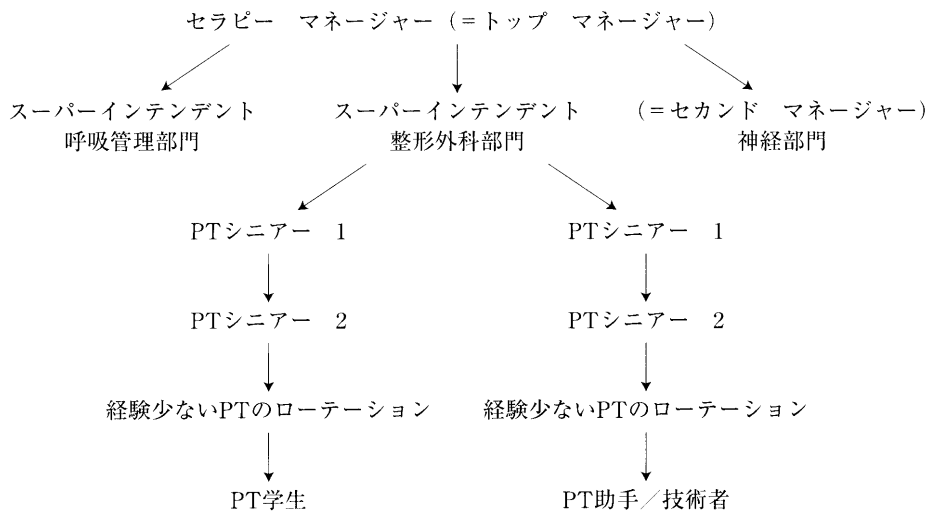 セラピー　マネージャー（＝トップ　マネージャー）
スーパーインテンデント　スーパーインテンデント　（＝セカンド　マネージャー）
呼吸管理部門　整形外科部門　神経部門
PTシニアー　1　PTシニアー　1
PTシニアー　2　PTシニアー　2
経験少ないPTのローテーション　経験少ないPTのローテーション
PT学生　PT助手／技術者